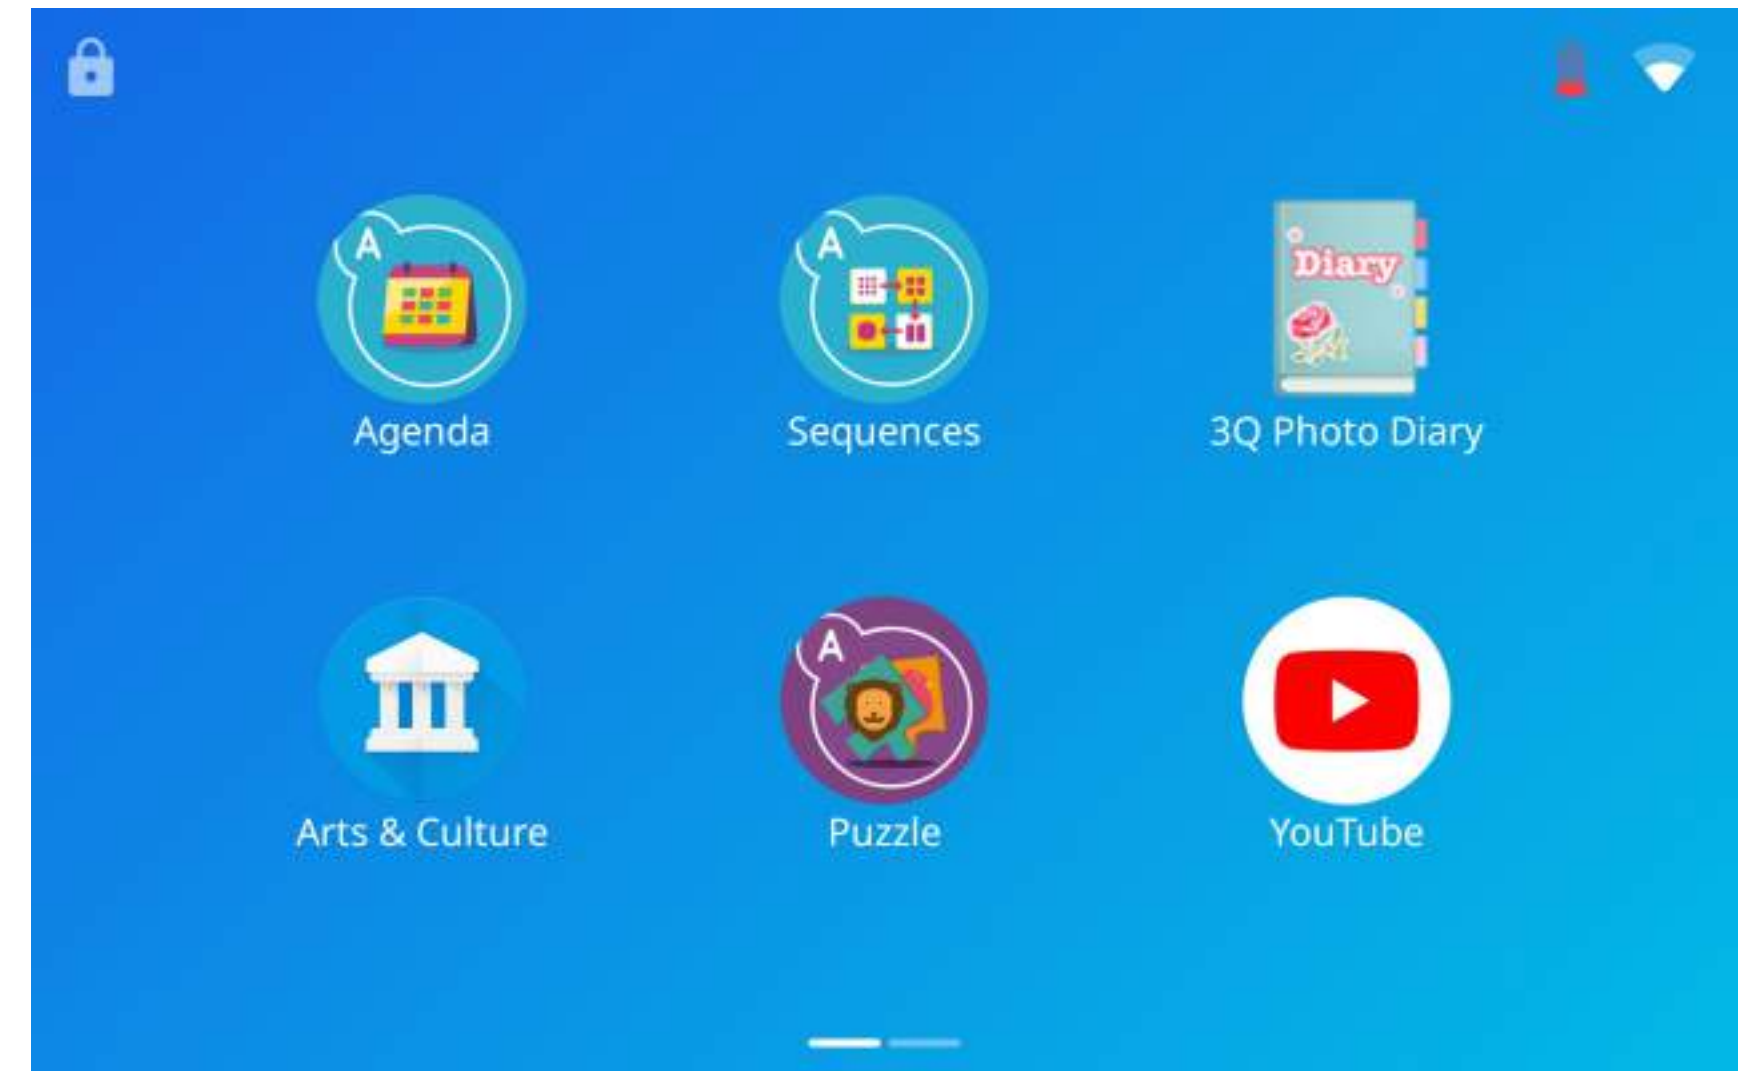 A
A
Diary
Agenda
Sequences
3Q Photo Diary
A
Arts & Culture
Puzzle
YouTube